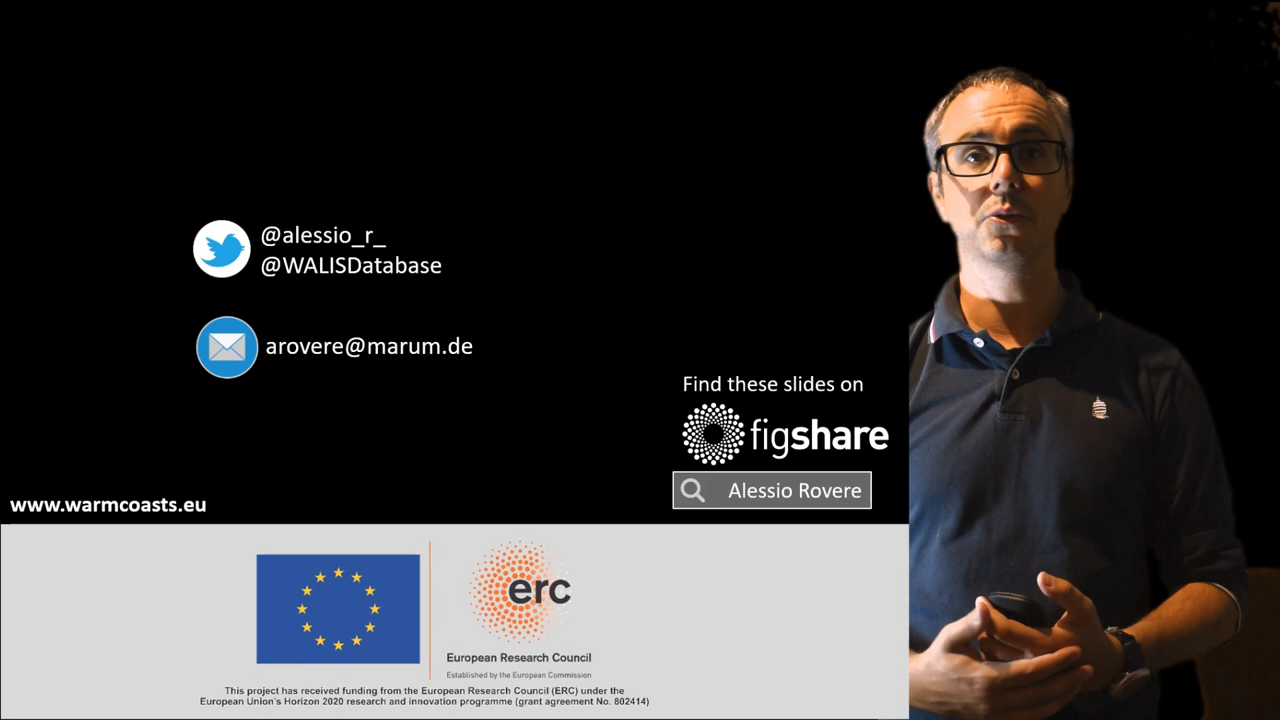 @alessio_r_
@WALISDatabase
arovere@marum.de
Find these slides on
figshare
Alessio Rovere
www.warmcoasts.eu
erc
European Research Council
Established by the European Commission
This project has received funding from the European Research Council (ERC) under the
European Union's Horizon 2020 research and innovation programme (grant agreement No. 802414)